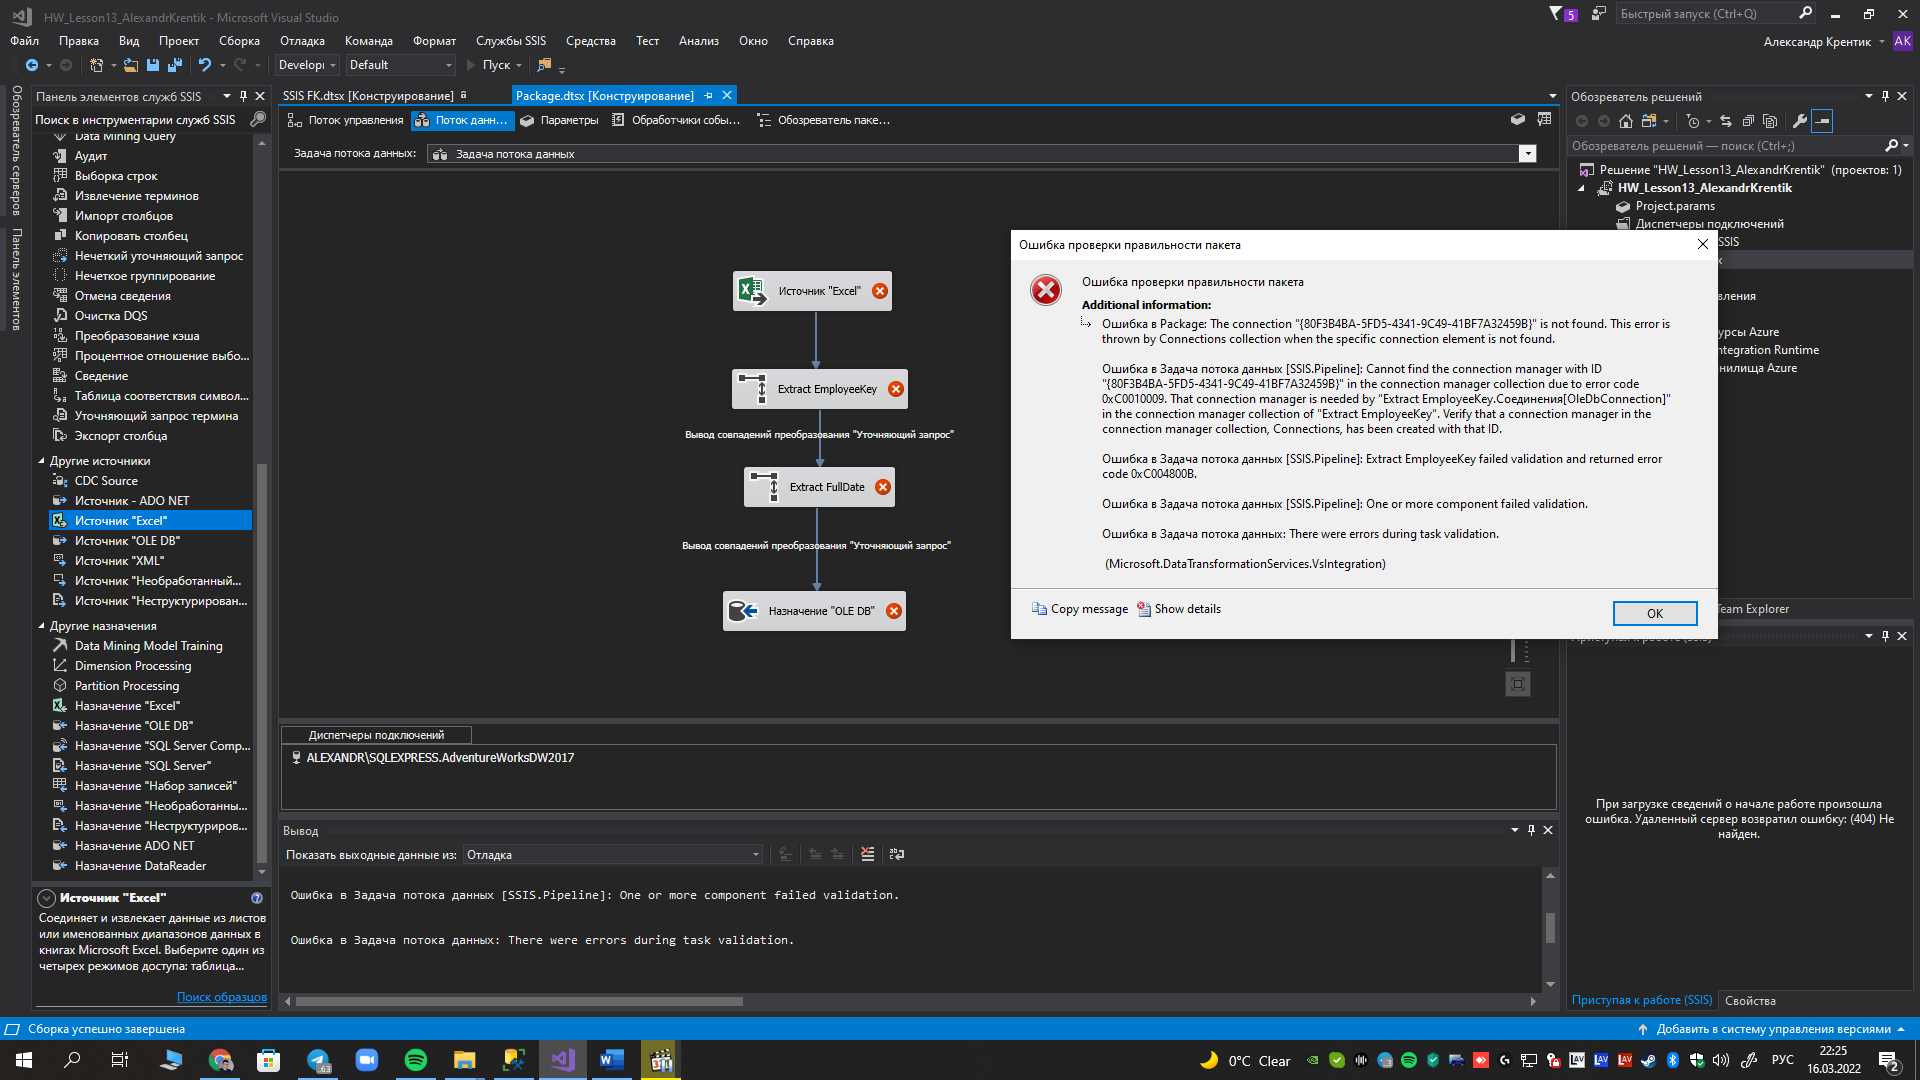 HW_Lesson13_AlexandrKrentik - Microsoft Visual Studio
5
Быстрый запуск (Ctrl+Q)
Файл Правка Вид Проект Сборка Отладка Команда Формат Службы SSIS Средства Тест Анализ Окно Справка
Александр Крентик AK
Developi Default Пуск
Обозреватель серверов
Панель элементов
Панель элементов служб SSIS
Поиск в инструментарии служб SSIS
Data Mining Query
Аудит
Выборка строк
Извлечение терминов
Импорт столбцов
Копировать столбец
Нечеткий уточняющий запрос
Нечеткое группирование
Отмена сведения
Очистка DQS
Преобразование кэша
Процентное отношение выбо...
Сведение
Таблица соответствия символ...
Уточняющий запрос термина
Экспорт столбца
Другие источники
CDC Source
Источник - ADO NET
Источник "Excel"
Источник "OLE DB"
Источник "XML"
Источник "Необработанный...
Источник "Неструктурирован...
Другие назначения
Data Mining Model Training
Dimension Processing
Partition Processing
Назначение "Excel"
Назначение "OLE DB"
Назначение "SQL Server Comp...
Назначение "SQL Server"
Назначение "Набор записей"
Назначение "Необработанны...
Назначение "Неструктуриров...
Назначение ADO NET
Назначение DataReader
Источник "Excel"
Соединяет и извлекает данные из листов
или именованных диапазонов данных в
книгах Microsoft Excel. Выберите один из
четырех режимов доступа: таблица...
Поиск образцов
SSIS FK.dtsx [Конструирование]
Package.dtsx [Конструирование]
Поток управления
Поток данн...
Параметры
Обработчики собы...
Обозреватель паке...
Задача потока данных:
Задача потока данных
Источник "Excel"
Extract EmployeeKey
Вывод совпадений преобразования "Уточняющий запрос"
Extract FullDate
Вывод совпадений преобразования "Уточняющий запрос"
Назначение "OLE DB"
Диспетчеры подключений
ALEXANDR\SQLEXPRESS.AdventureWorksDW2017
Вывод
Показать выходные данные из:
Отладка
Ошибка в Задача потока данных [SSIS.Pipeline]: One or more component failed validation.
Ошибка в Задача потока данных: There were errors during task validation.
Ошибка проверки правильности пакета
Ошибка проверки правильности пакета
Additional information:
Ошибка в Package: The connection "{80F3B4BA-5FD5-4341-9C49-41BF7A32459B}" is not found. This error is
thrown by Connections collection when the specific connection element is not found.
Ошибка в Задача потока данных [SSIS.Pipeline]: Cannot find the connection manager with ID
"{80F3B4BA-5FD5-4341-9C49-41BF7A32459B}" in the connection manager collection due to error code
0xC0010009. That connection manager is needed by "Extract EmployeeKey.Соединения[OleDbConnection]"
in the connection manager collection of "Extract EmployeeKey". Verify that a connection manager in the
connection manager collection, Connections, has been created with that ID.
Ошибка в Задача потока данных [SSIS.Pipeline]: Extract EmployeeKey failed validation and returned error
code 0xC004800B.
Ошибка в Задача потока данных [SSIS.Pipeline]: One or more component failed validation.
Ошибка в Задача потока данных: There were errors during task validation.
(Microsoft.DataTransformationServices.VsIntegration)
Copy message
Show details
OK
Обозреватель решений
Обозреватель решений — поиск (Ctrl+;)
Решение "HW_Lesson13_AlexandrKrentik" (проектов: 1)
HW_Lesson13_AlexandrKrentik
Project.params
Диспетчеры подключений
SSIS
вления
урсы Azure
ntegration Runtime
нилища Azure
Team Explorer
При загрузке сведений о начале работе произошла
ошибка. Удаленный сервер возвратил ошибку: (404) Не
найден.
Приступая к работе (SSIS)
Свойства
Сборка успешно завершена
Добавить в систему управления версиями
63
0°C Clear
LAV
LAV
LAV
РУС
22:25
16.03.2022
2